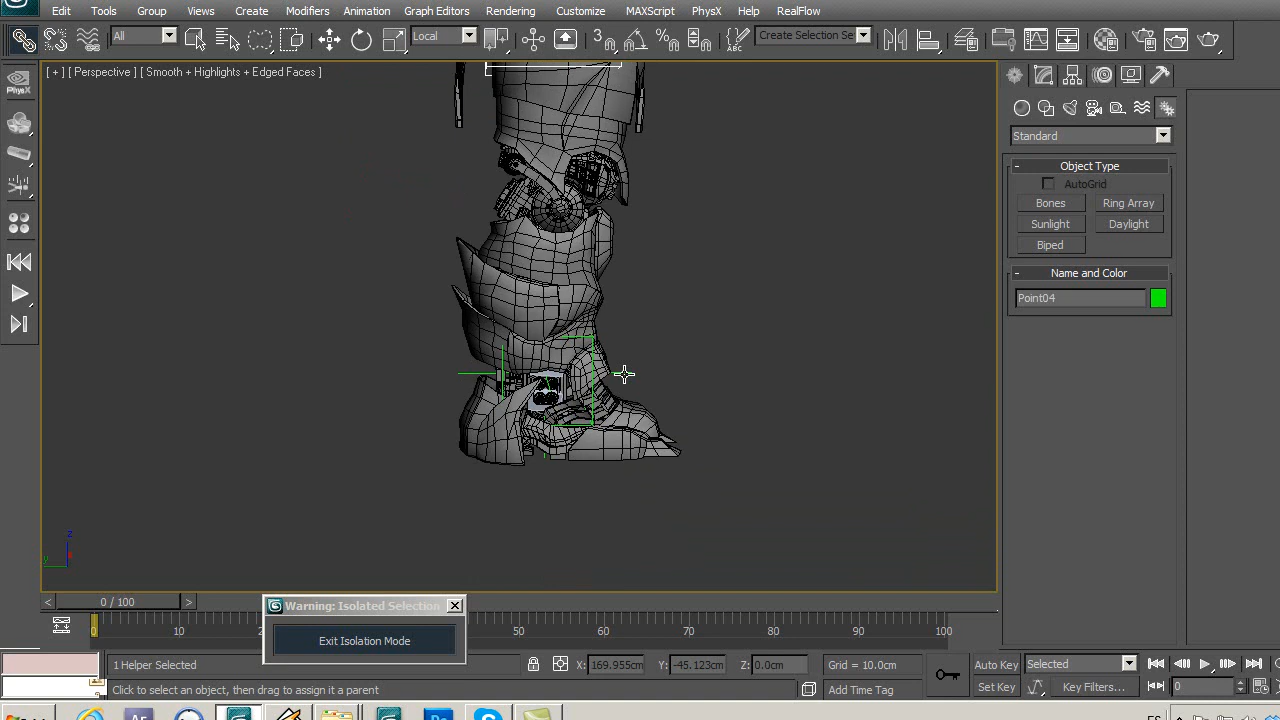 Edit Tools Group Views Create Modifiers Animation Graph Editors Rendering Customize MAXScript PhysX Help RealFlow
All Local Create Selection Se
[ + ] [ Perspective ] [ Smooth + Highlights + Edged Faces ]
PhysX
Standard
- Object Type
AutoGrid
Bones Ring Array
Sunlight Daylight
Biped
- Name and Color
Point04
z
y
< 0 / 100 >
Warning: Isolated Selection
Exit Isolation Mode
0 10 50 60 70 80 90 100
1 Helper Selected X: 169.955cm Y: -45.123cm Z: 0.0cm Grid = 10.0cm Auto Key Selected
Click to select an object, then drag to assign it a parent Add Time Tag Set Key Key Filters... 0
ES